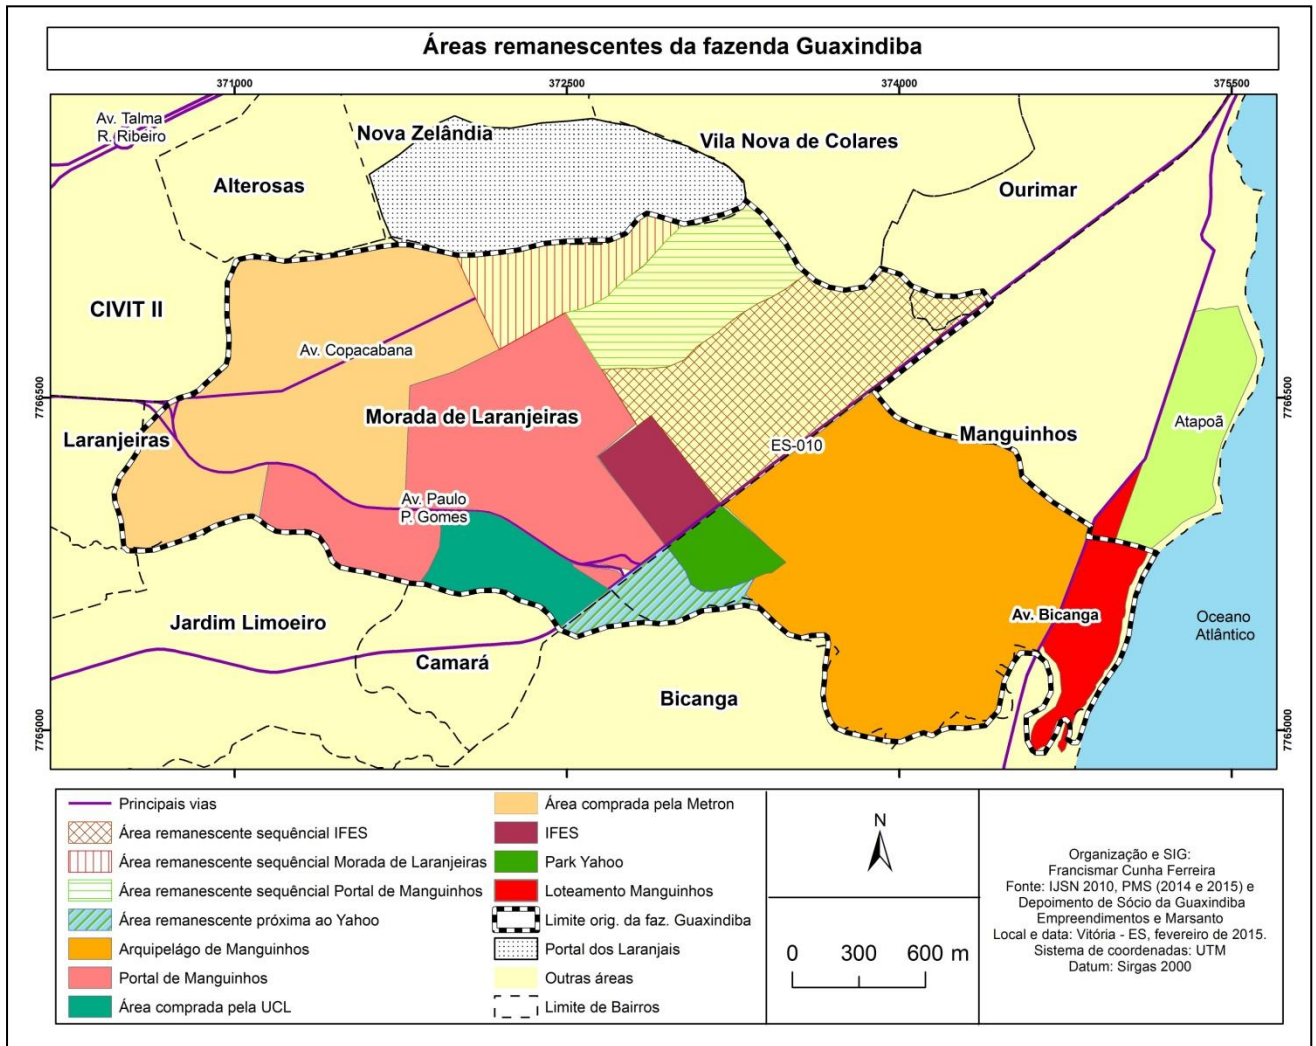 Áreas remanescentes da fazenda Guaxindiba
371000
372500
374000
375500
Av. Talma
R. Ribeiro
Nova Zelândia
Vila Nova de Colares
Alterosas
Ourimar
CIVIT II
Av. Copacabana
7766500
7766500
Morada de Laranjeiras
Laranjeiras
Manguinhos
Atapoã
ES-010
Av. Paulo
P. Gomes
Jardim Limoeiro
Av. Bicanga
Oceano
Atlântico
Camará
Bicanga
7765000
7765000
Principais vias
Área remanescente sequêncial IFES
Área remanescente sequêncial Morada de Laranjeiras
Área remanescente sequêncial Portal de Manguinhos
Área remanescente próxima ao Yahoo
Arquipelágo de Manguinhos
Portal de Manguinhos
Área comprada pela UCL
Área comprada pela Metron
IFES
Park Yahoo
Loteamento Manguinhos
Limite orig. da faz. Guaxindiba
Portal dos Laranjais
Outras áreas
Limite de Bairros
N
0 300 600 m
Organização e SIG:
Francismar Cunha Ferreira
Fonte: IJSN 2010, PMS (2014 e 2015) e
Depoimento de Sócio da Guaxindiba
Empreendimentos e Marsanto
Local e data: Vitória - ES, fevereiro de 2015.
Sistema de coordenadas: UTM
Datum: Sirgas 2000